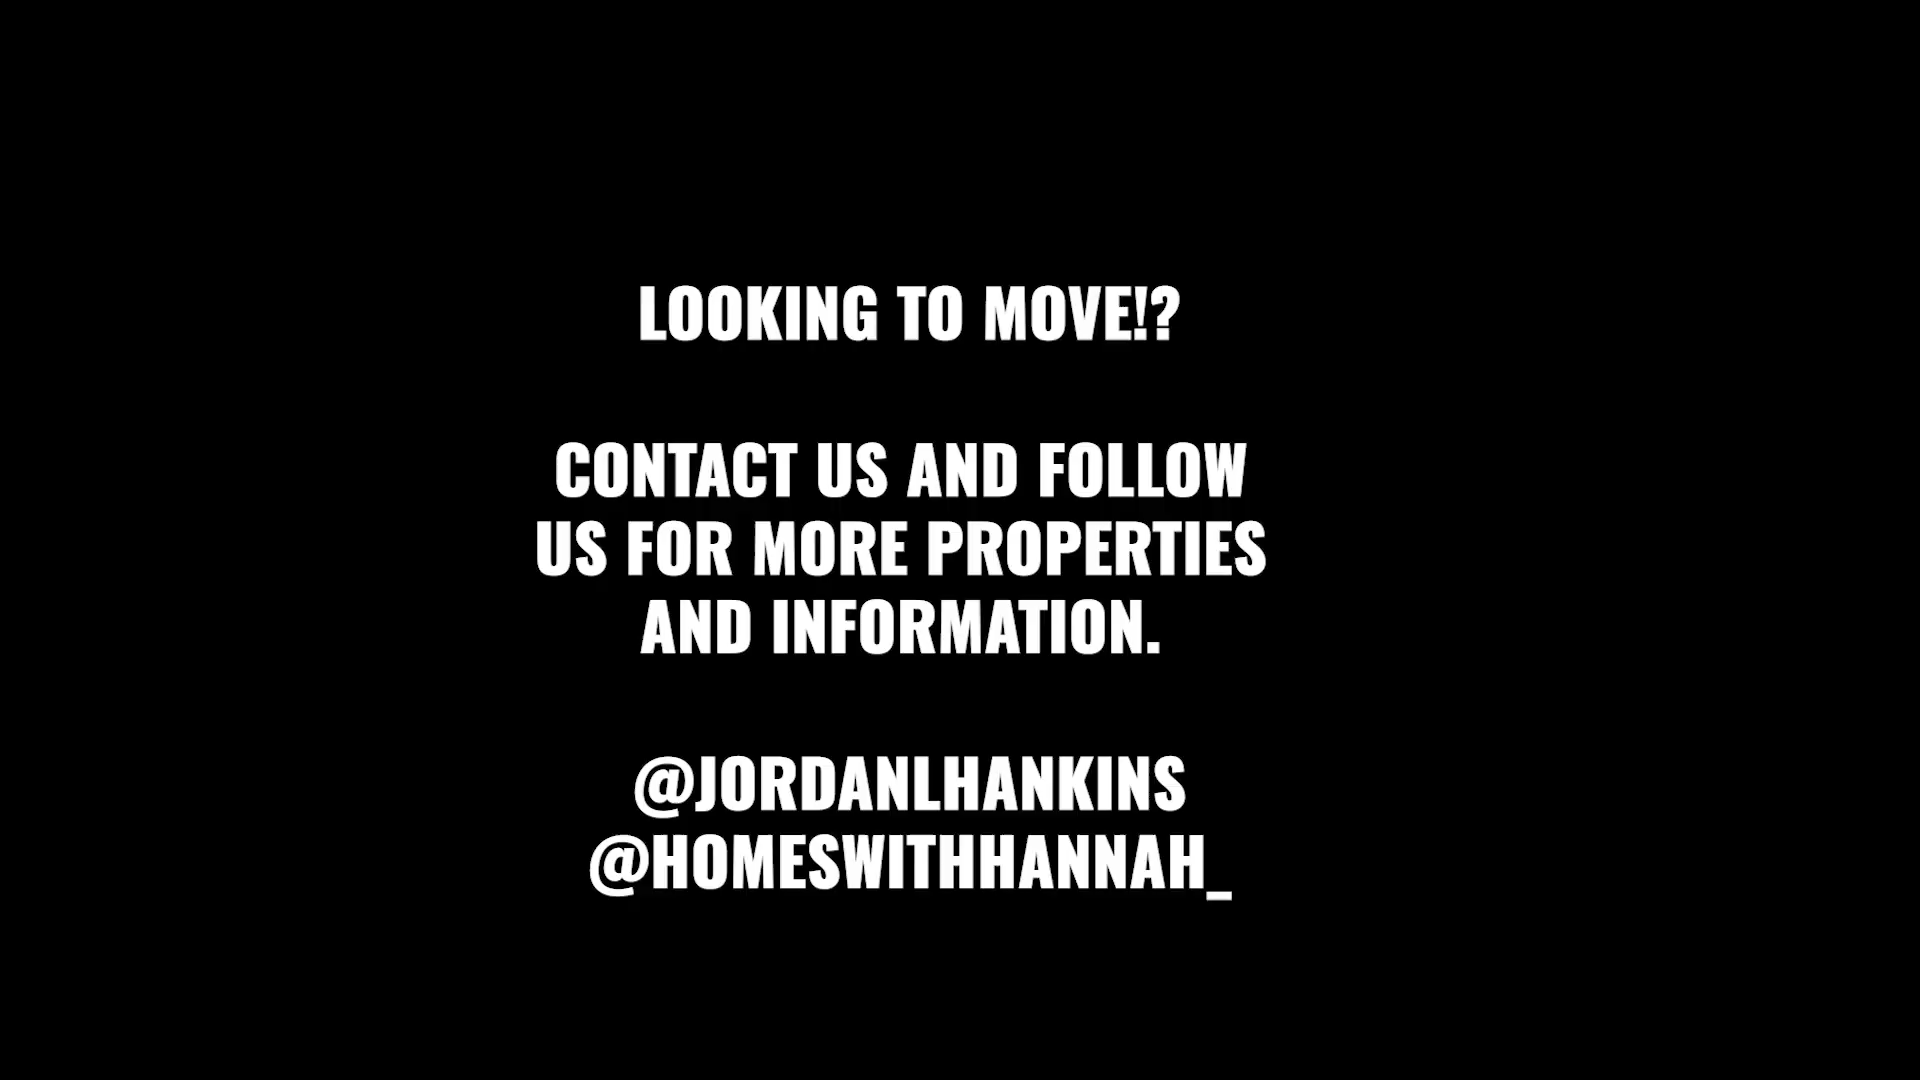 LOOKING TO MOVE!?
CONTACT US AND FOLLOW
US FOR MORE PROPERTIES
AND INFORMATION.
@JORDANLHANKINS
@HOMESWITHHANNAH_